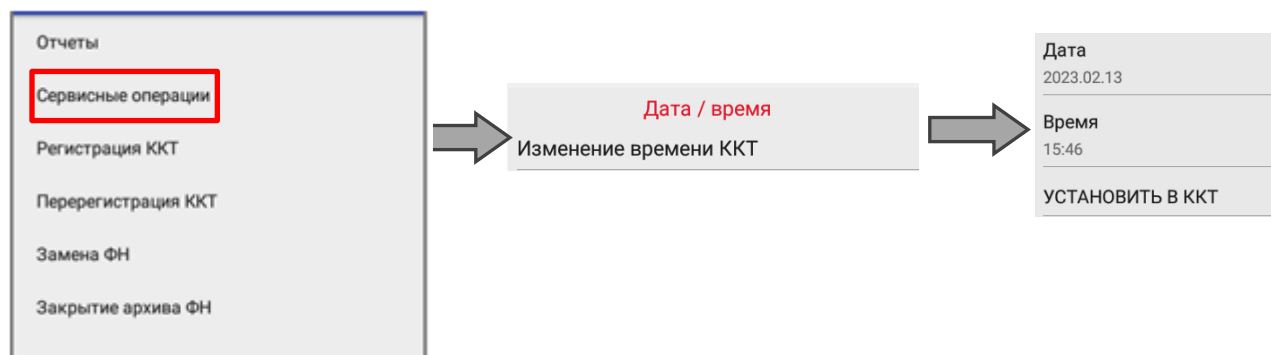 Отчеты
Сервисные операции
Регистрация ККТ
Перерегистрация ККТ
Замена ФН
Закрытие архива ФН
Дата / время
Изменение времени ККТ
Дата
2023.02.13
Время
15:46
УСТАНОВИТЬ В ККТ